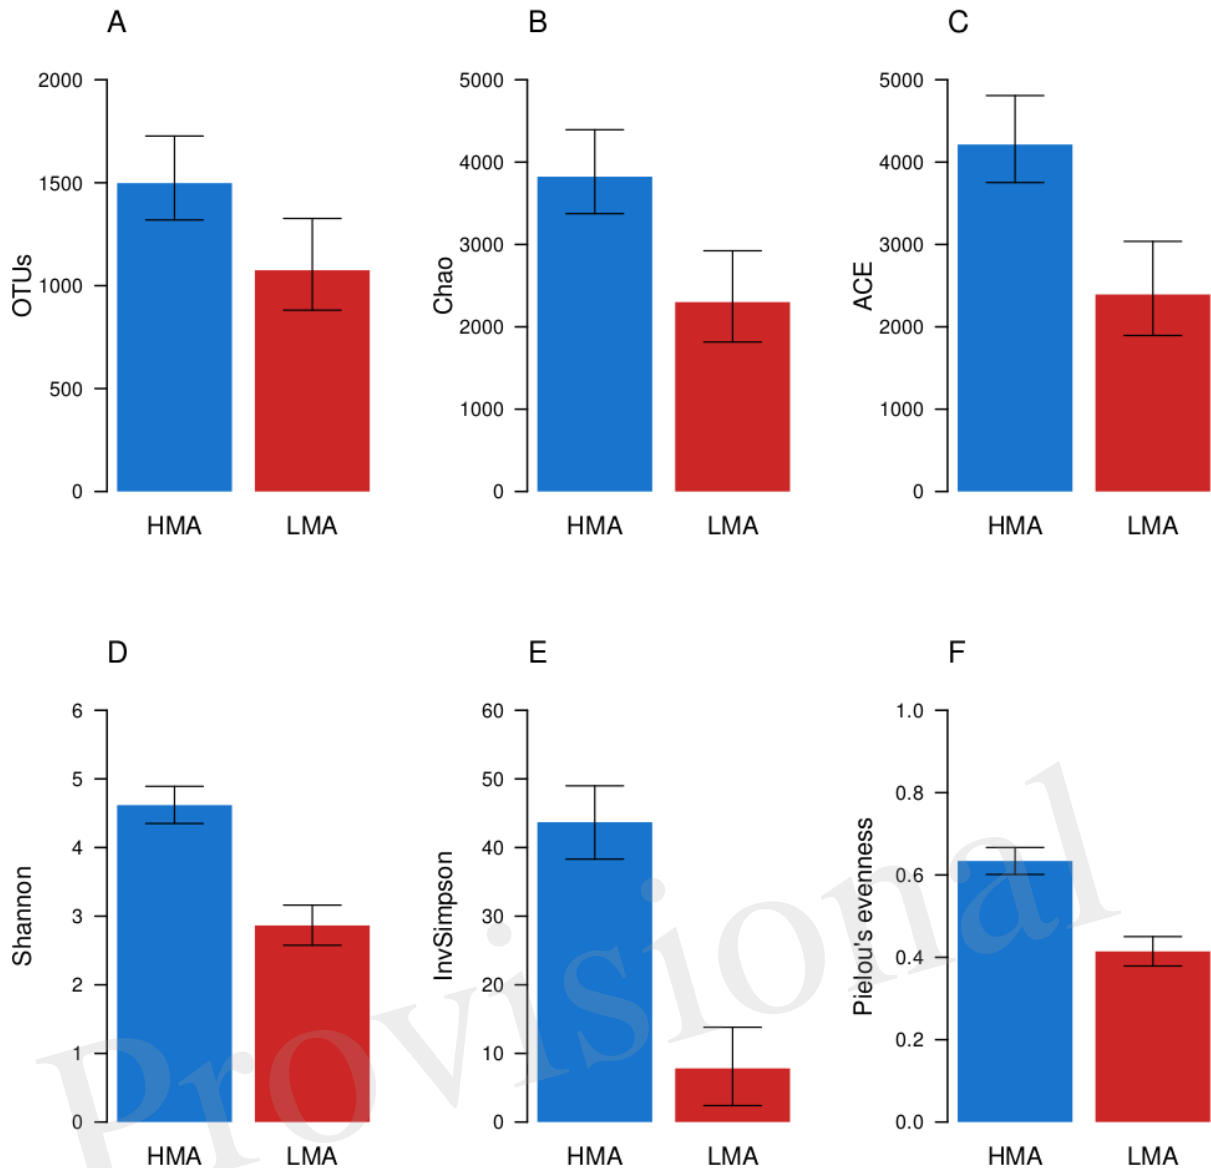 A
2000
1500
1000
500
0
OTUs
HMA LMA
B
5000
4000
3000
2000
1000
0
Chao
HMA LMA
C
5000
4000
3000
2000
1000
0
ACE
HMA LMA
D
6
5
4
3
2
1
0
Shannon
HMA LMA
E
60
50
40
30
20
10
0
InvSimpson
HMA LMA
F
1.0
0.8
0.6
0.4
0.2
0.0
Pielou's evenness
HMA LMA
Provisional